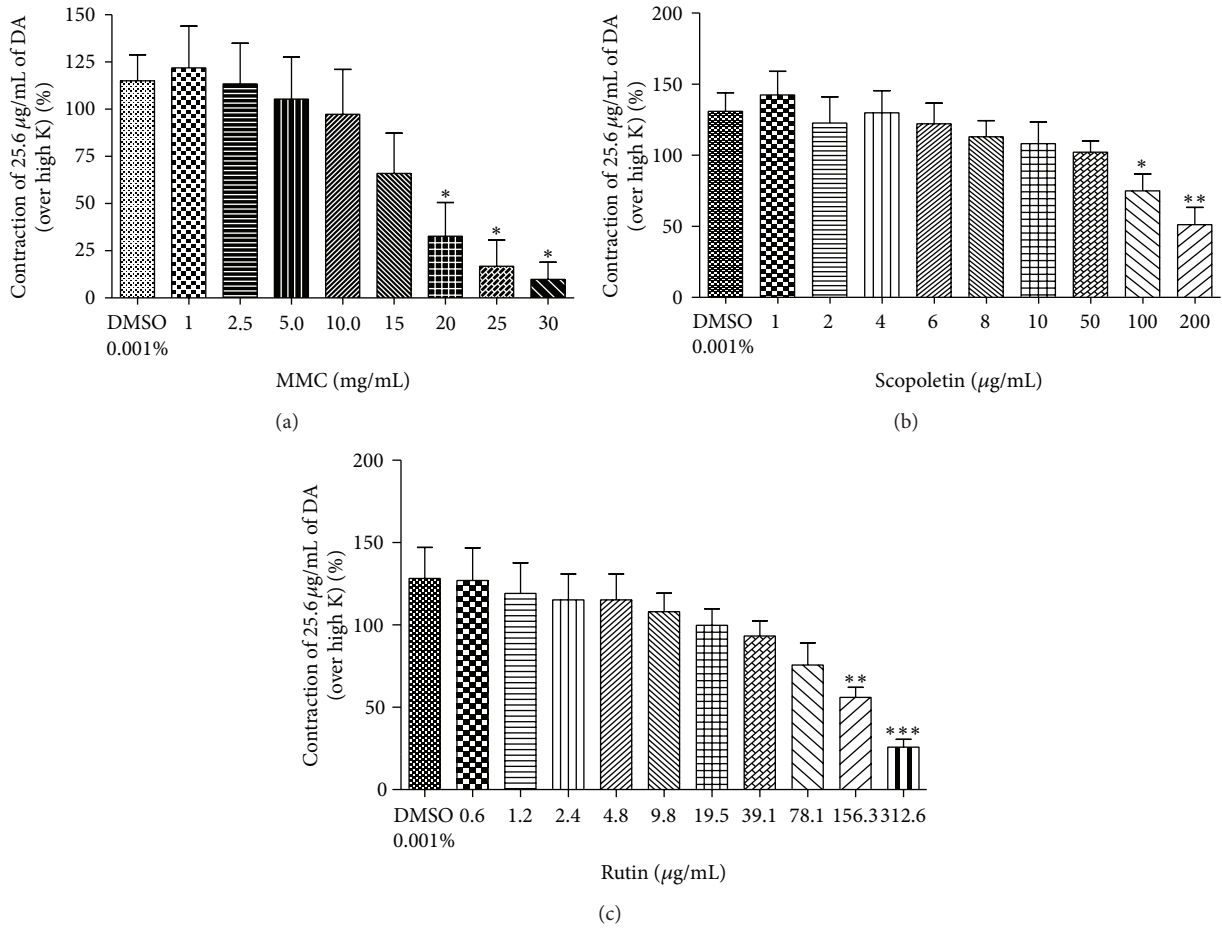 Contraction of 25.6 μg/mL of DA
(over high K) (%)
150
125
100
75
50
25
0
*
*
*
DMSO 1 2.5 5.0 10.0 15 20 25 30
0.001%
MMC (mg/mL)
(a)
Contraction of 25.6 μg/mL of DA
(over high K) (%)
200
150
100
50
0
*
**
DMSO 1 2 4 6 8 10 50 100 200
0.001%
Scopoletin (μg/mL)
(b)
Contraction of 25.6 μg/mL of DA
(over high K) (%)
200
150
100
50
0
**
***
DMSO 0.6 1.2 2.4 4.8 9.8 19.5 39.1 78.1 156.3 312.6
0.001%
Rutin (μg/mL)
(c)